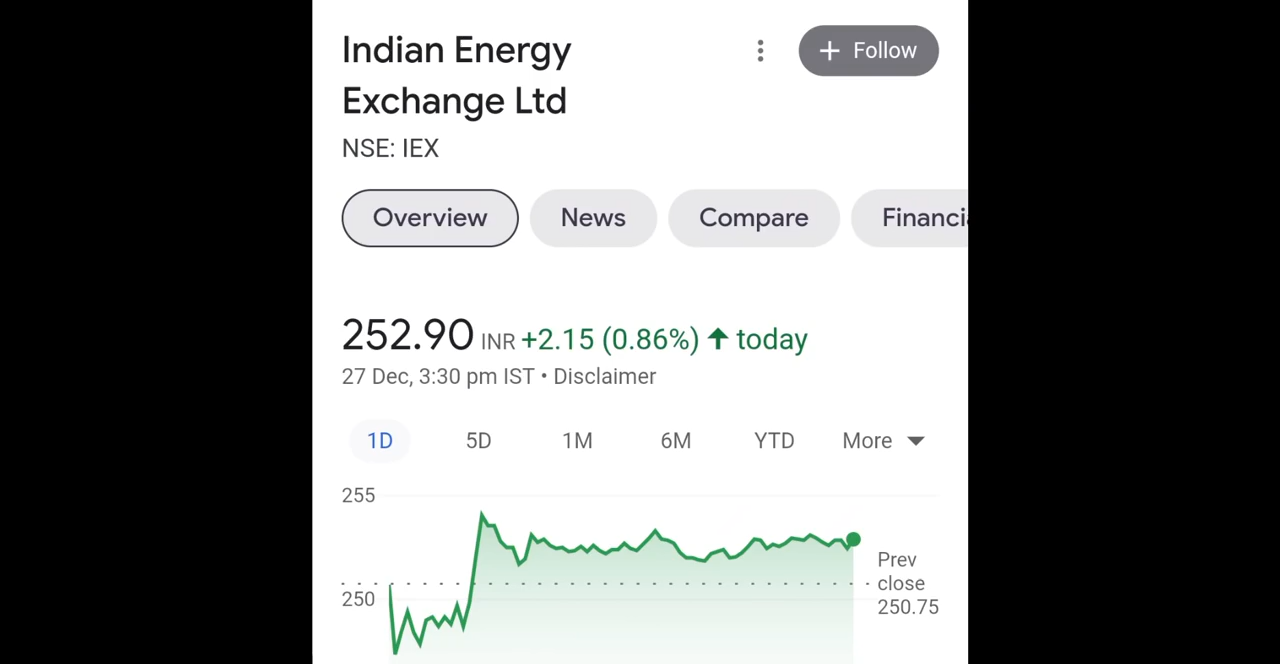 Indian Energy
Exchange Ltd
+ Follow
NSE: IEX
Overview News Compare Financia
252.90 INR +2.15 (0.86%) ↑ today
27 Dec, 3:30 pm IST • Disclaimer
1D 5D 1M 6M YTD More
255
Prev
close
250.75
250